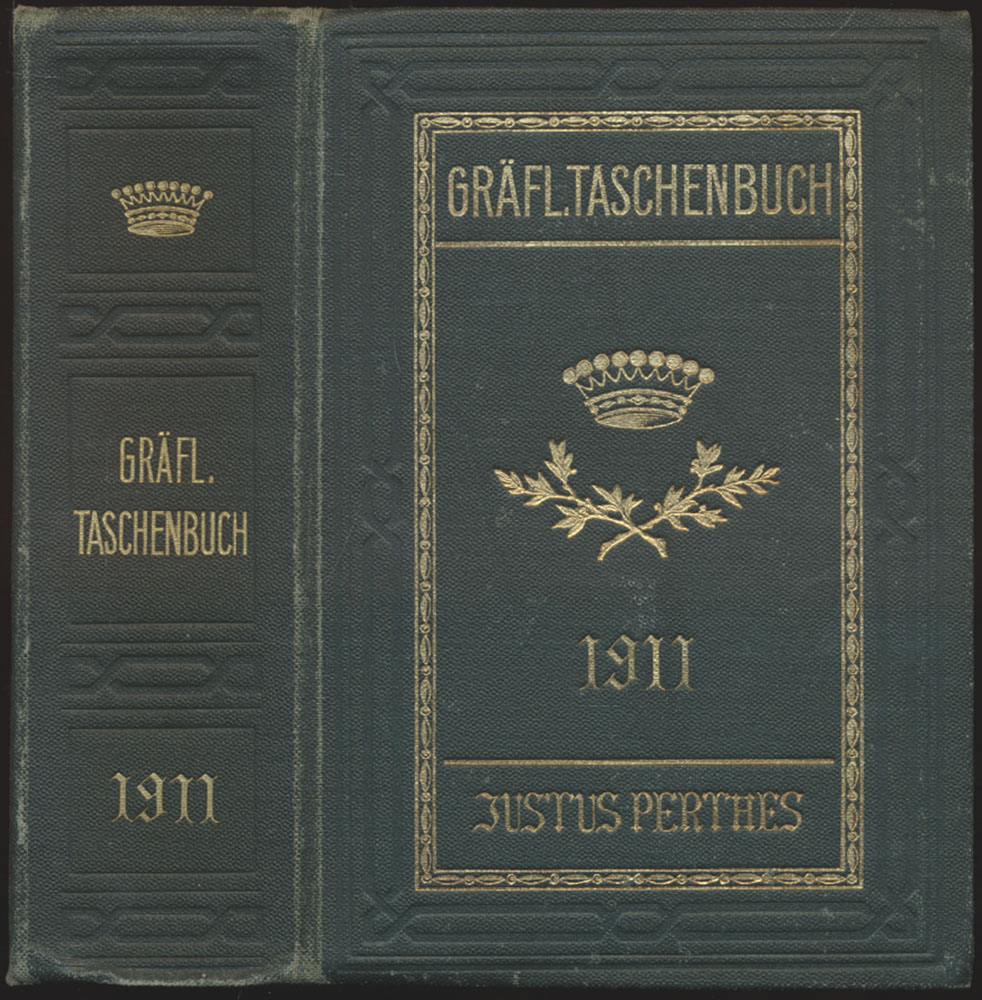 GRÄFL.
TASCHENBUCH
1911
GRÄFL.TASCHENBUCH
1911
JUSTUS PERTHES